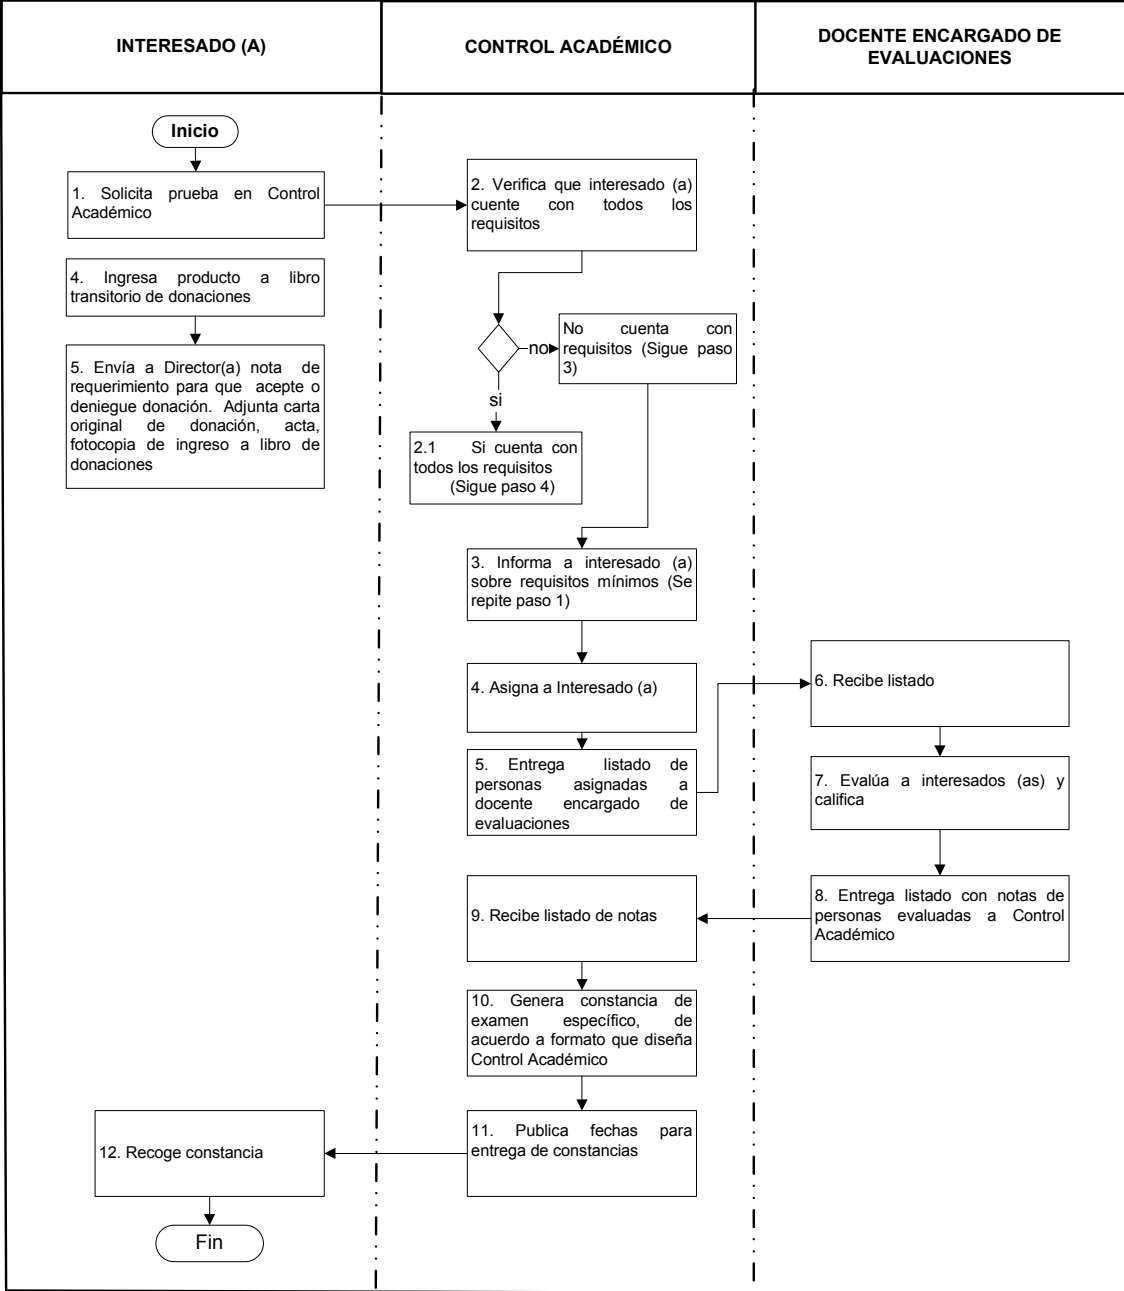 INTERESADO (A)
CONTROL ACADÉMICO
DOCENTE ENCARGADO DE
EVALUACIONES
Inicio
1. Solicita prueba en Control
Académico
2. Verifica que interesado (a)
cuente con todos los
requisitos
4. Ingresa producto a libro
transitorio de donaciones
No cuenta con
requisitos (Sigue paso
3)
no
si
5. Envía a Director(a) nota de
requerimiento para que acepte o
deniegue donación. Adjunta carta
original de donación, acta,
fotocopia de ingreso a libro de
donaciones
2.1 Si cuenta con
todos los requisitos
(Sigue paso 4)
3. Informa a interesado (a)
sobre requisitos mínimos (Se
repite paso 1)
4. Asigna a Interesado (a)
5. Entrega listado de
personas asignadas a
docente encargado de
evaluaciones
6. Recibe listado
7. Evalúa a interesados (as) y
califica
8. Entrega listado con notas de
personas evaluadas a Control
Académico
9. Recibe listado de notas
10. Genera constancia de
examen específico, de
acuerdo a formato que diseña
Control Académico
11. Publica fechas para
entrega de constancias
12. Recoge constancia
Fin